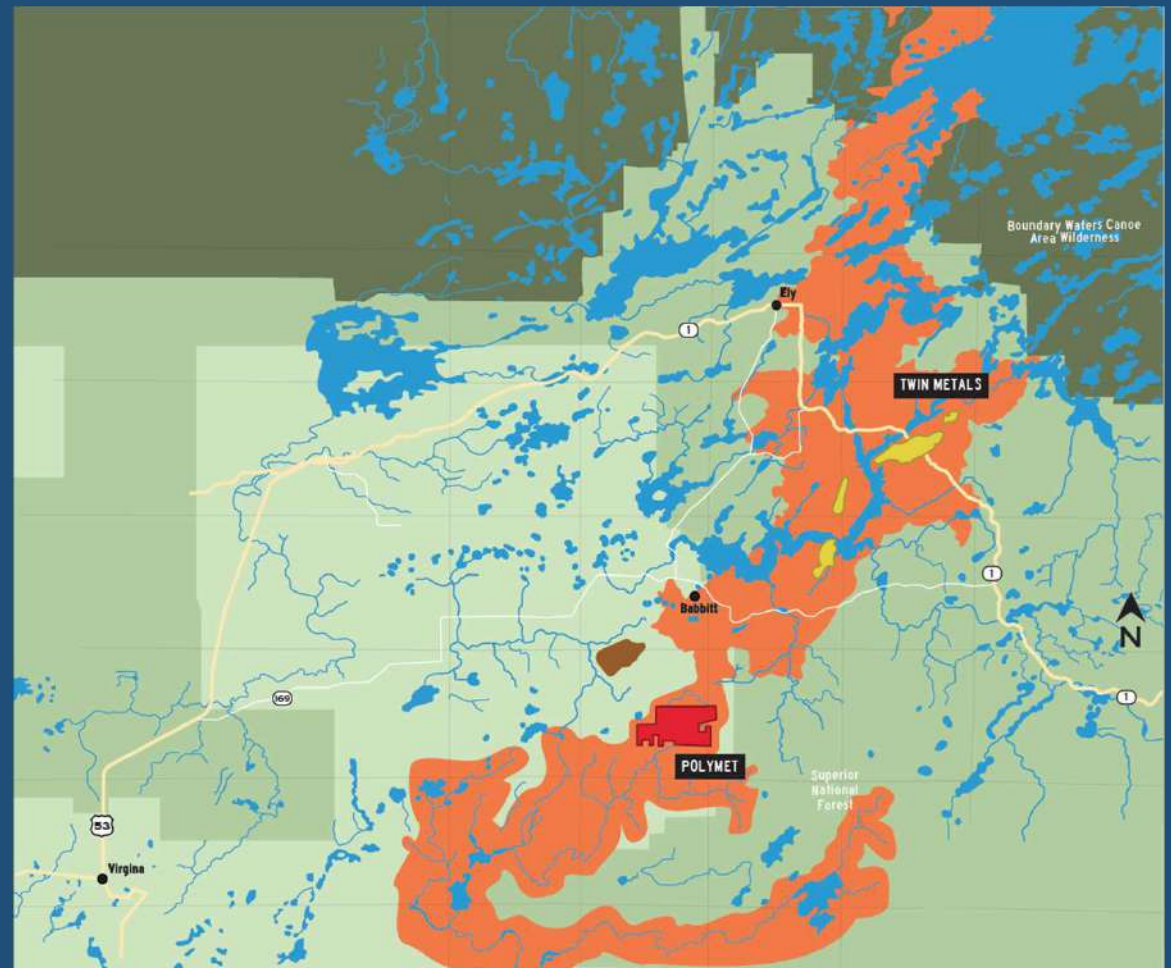 Boundary Waters Canoe
Area Wilderness
Ely
1
TWIN METALS
1
Babbitt
N
169
1
POLYMET
Superior
National
Forest
53
Virgina